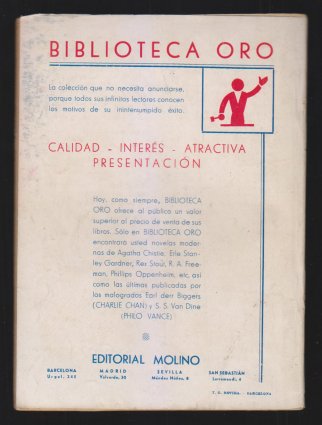 BIBLIOTECA ORO
La colección que no necesita anunciarse,
porque todos sus infinitos lectores conocen
los motivos de su ininterrumpido éxito.
CALIDAD - INTERÉS - ATRACTIVA
PRESENTACIÓN
Hoy, como siempre, BIBLIOTECA
ORO ofrece al público un valor
superior al precio de venta de sus
libros. Sólo en BIBLIOTECA ORO
encontrará usted novelas moder-
nas de Agatha Christie, Erle Stan-
ley Gardner, Rex Stout, R. A. Free-
man, Phillips Oppenheim, etc, así
como las últimas publicadas por
los malogrados Earl derr Biggers
(CHARLIE CHAN) y S. S. Van Dine
(PHILO VANCE)
EDITORIAL MOLINO
BARCELONA MADRID SEVILLA SAN SEBASTIÁN
Urgel, 245 Valverde, 30 Méndez Núñez, 8 Larramendi, 4
BARCELONA